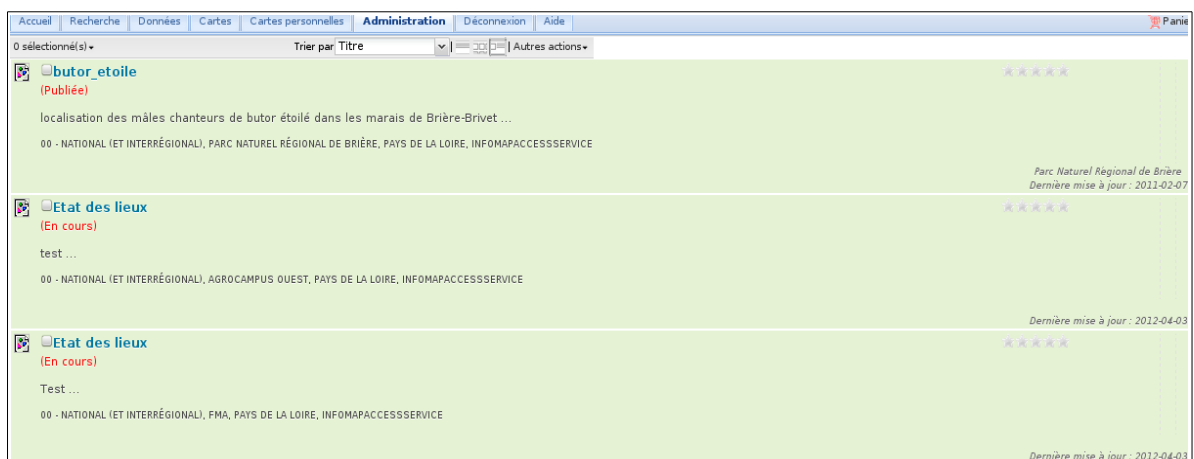 Accueil Recherche Données Cartes Cartes personnelles Administration Déconnexion Aide Panie
0 sélectionné(s) Trier par Titre Autres actions
butor_etoile
(Publiée)
localisation des mâles chanteurs de butor étoilé dans les marais de Brière-Brivet ...
00 - NATIONAL (ET INTERRÉGIONAL), PARC NATUREL RÉGIONAL DE BRIÈRE, PAYS DE LA LOIRE, INFOMAPACCESSSERVICE
Parc Naturel Règional de Brière
Dernière mise à jour : 2011-02-07
Etat des lieux
(En cours)
test ...
00 - NATIONAL (ET INTERRÉGIONAL), AGROCAMPUS OUEST, PAYS DE LA LOIRE, INFOMAPACCESSSERVICE
Dernière mise à jour : 2012-04-03
Etat des lieux
(En cours)
Test ...
00 - NATIONAL (ET INTERRÉGIONAL), FMA, PAYS DE LA LOIRE, INFOMAPACCESSSERVICE
Dernière mise à jour : 2012-04-03